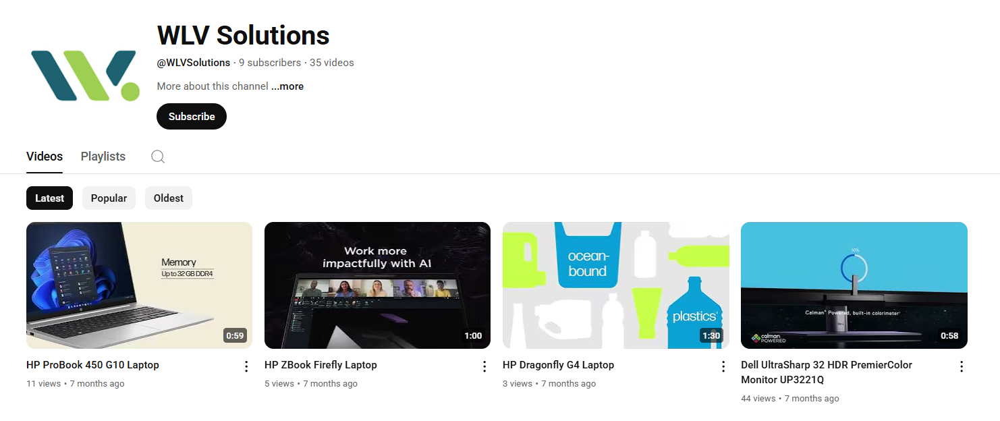 WLV Solutions
@WLVSolutions · 9 subscribers · 35 videos
More about this channel ...more
Subscribe
Videos
Playlists
Latest
Popular
Oldest
Memory
Up to 32 GB DDR4
0:59
HP ProBook 450 G10 Laptop
11 views • 7 months ago
Work more
impactfully with AI
1:00
HP ZBook Firefly Laptop
5 views • 7 months ago
ocean-
bound
plastics
1:30
HP Dragonfly G4 Laptop
3 views • 7 months ago
50%
Calman® Powered, built-in colorimeter
DELL
calman
POWERED
0:58
Dell UltraSharp 32 HDR PremierColor
Monitor UP3221Q
44 views • 7 months ago